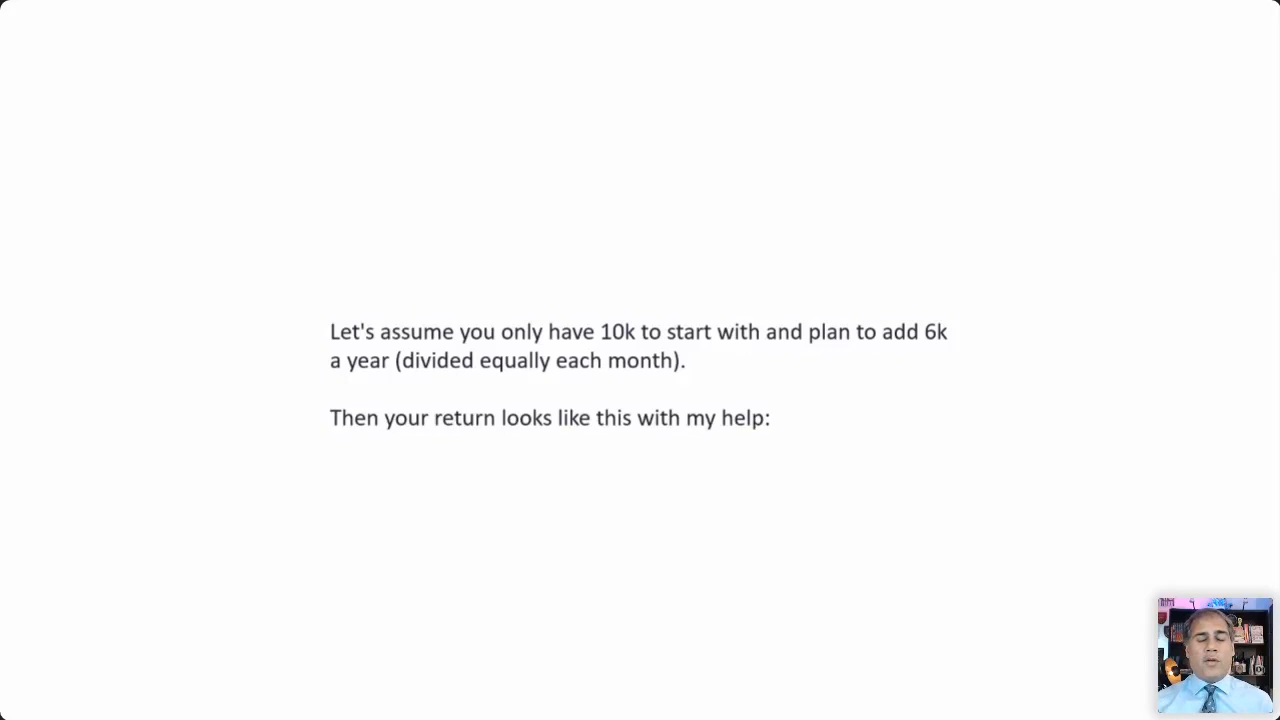 Let's assume you only have 10k to start with and plan to add 6k
a year (divided equally each month).
Then your return looks like this with my help: